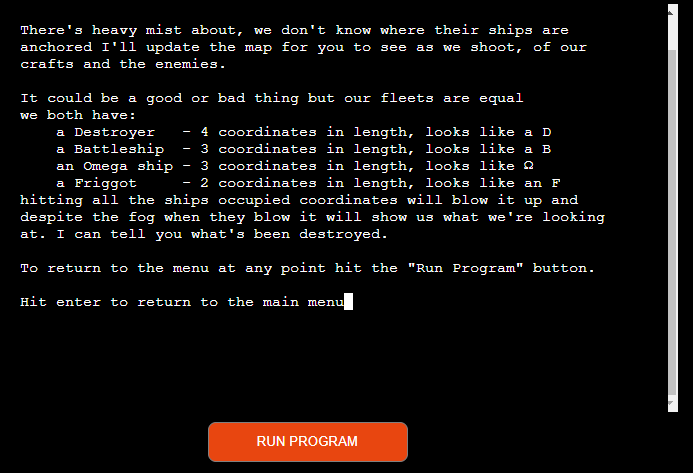 There's heavy mist about, we don't know where their ships are
anchored I'll update the map for you to see as we shoot, of our
crafts and the enemies.
It could be a good or bad thing but our fleets are equal
we both have:
a Destroyer   - 4 coordinates in length, looks like a D
a Battleship  - 3 coordinates in length, looks like a B
an Omega ship - 3 coordinates in length, looks like Ω
a Friggot     - 2 coordinates in length, looks like an F
hitting all the ships occupied coordinates will blow it up and
despite the fog when they blow it will show us what we're looking
at. I can tell you what's been destroyed.
To return to the menu at any point hit the "Run Program" button.
Hit enter to return to the main menu
RUN PROGRAM